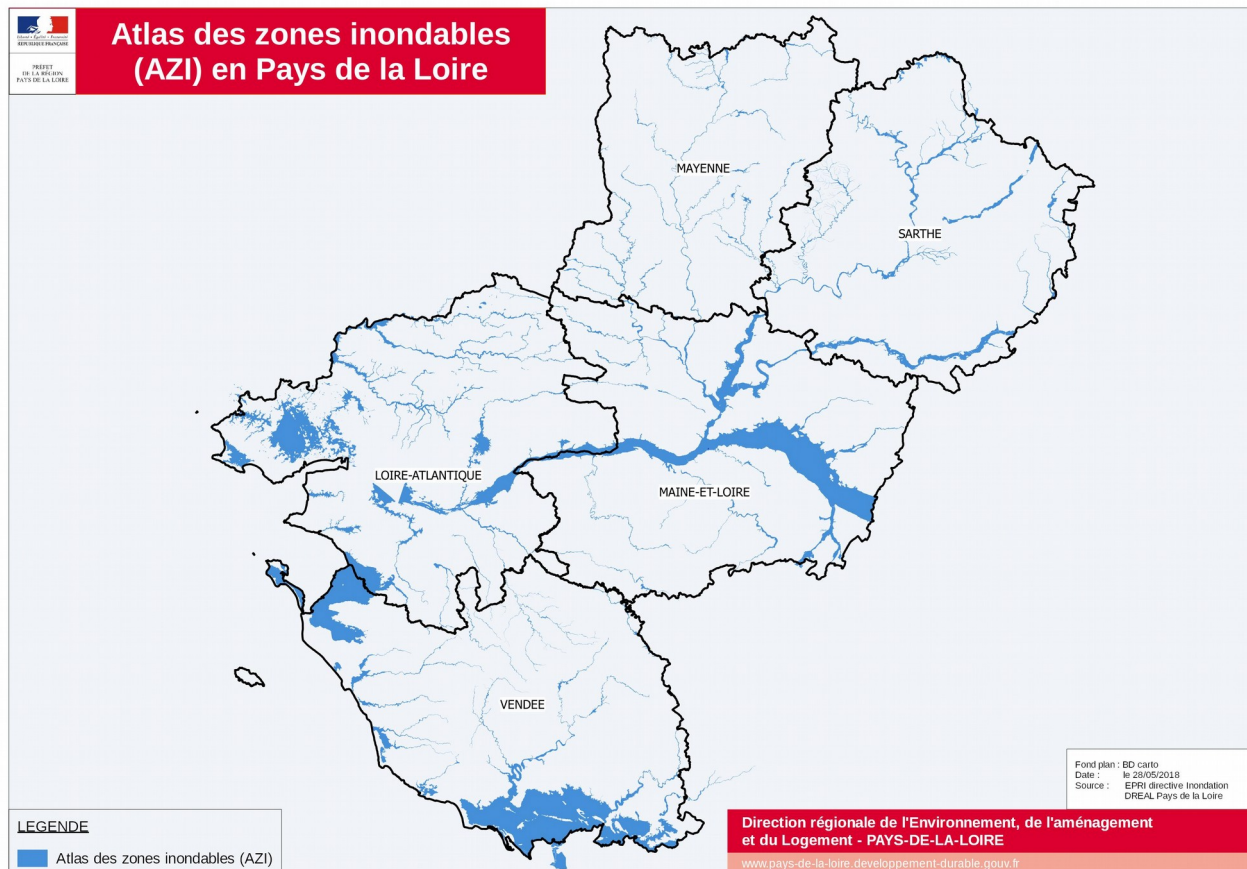 Liberté • Égalité • Fraternité
RÉPUBLIQUE FRANÇAISE
PRÉFET
DE LA RÉGION
PAYS DE LA LOIRE
Atlas des zones inondables
(AZI) en Pays de la Loire
MAYENNE
SARTHE
LOIRE-ATLANTIQUE
MAINE-ET-LOIRE
VENDEE
Fond plan : BD carto
Date : le 28/05/2018
Source : EPRI directive Inondation
DREAL Pays de la Loire
LEGENDE
Atlas des zones inondables (AZI)
Direction régionale de l'Environnement, de l'aménagement
et du Logement - PAYS-DE-LA-LOIRE
www.pays-de-la-loire.developpement-durable.gouv.fr